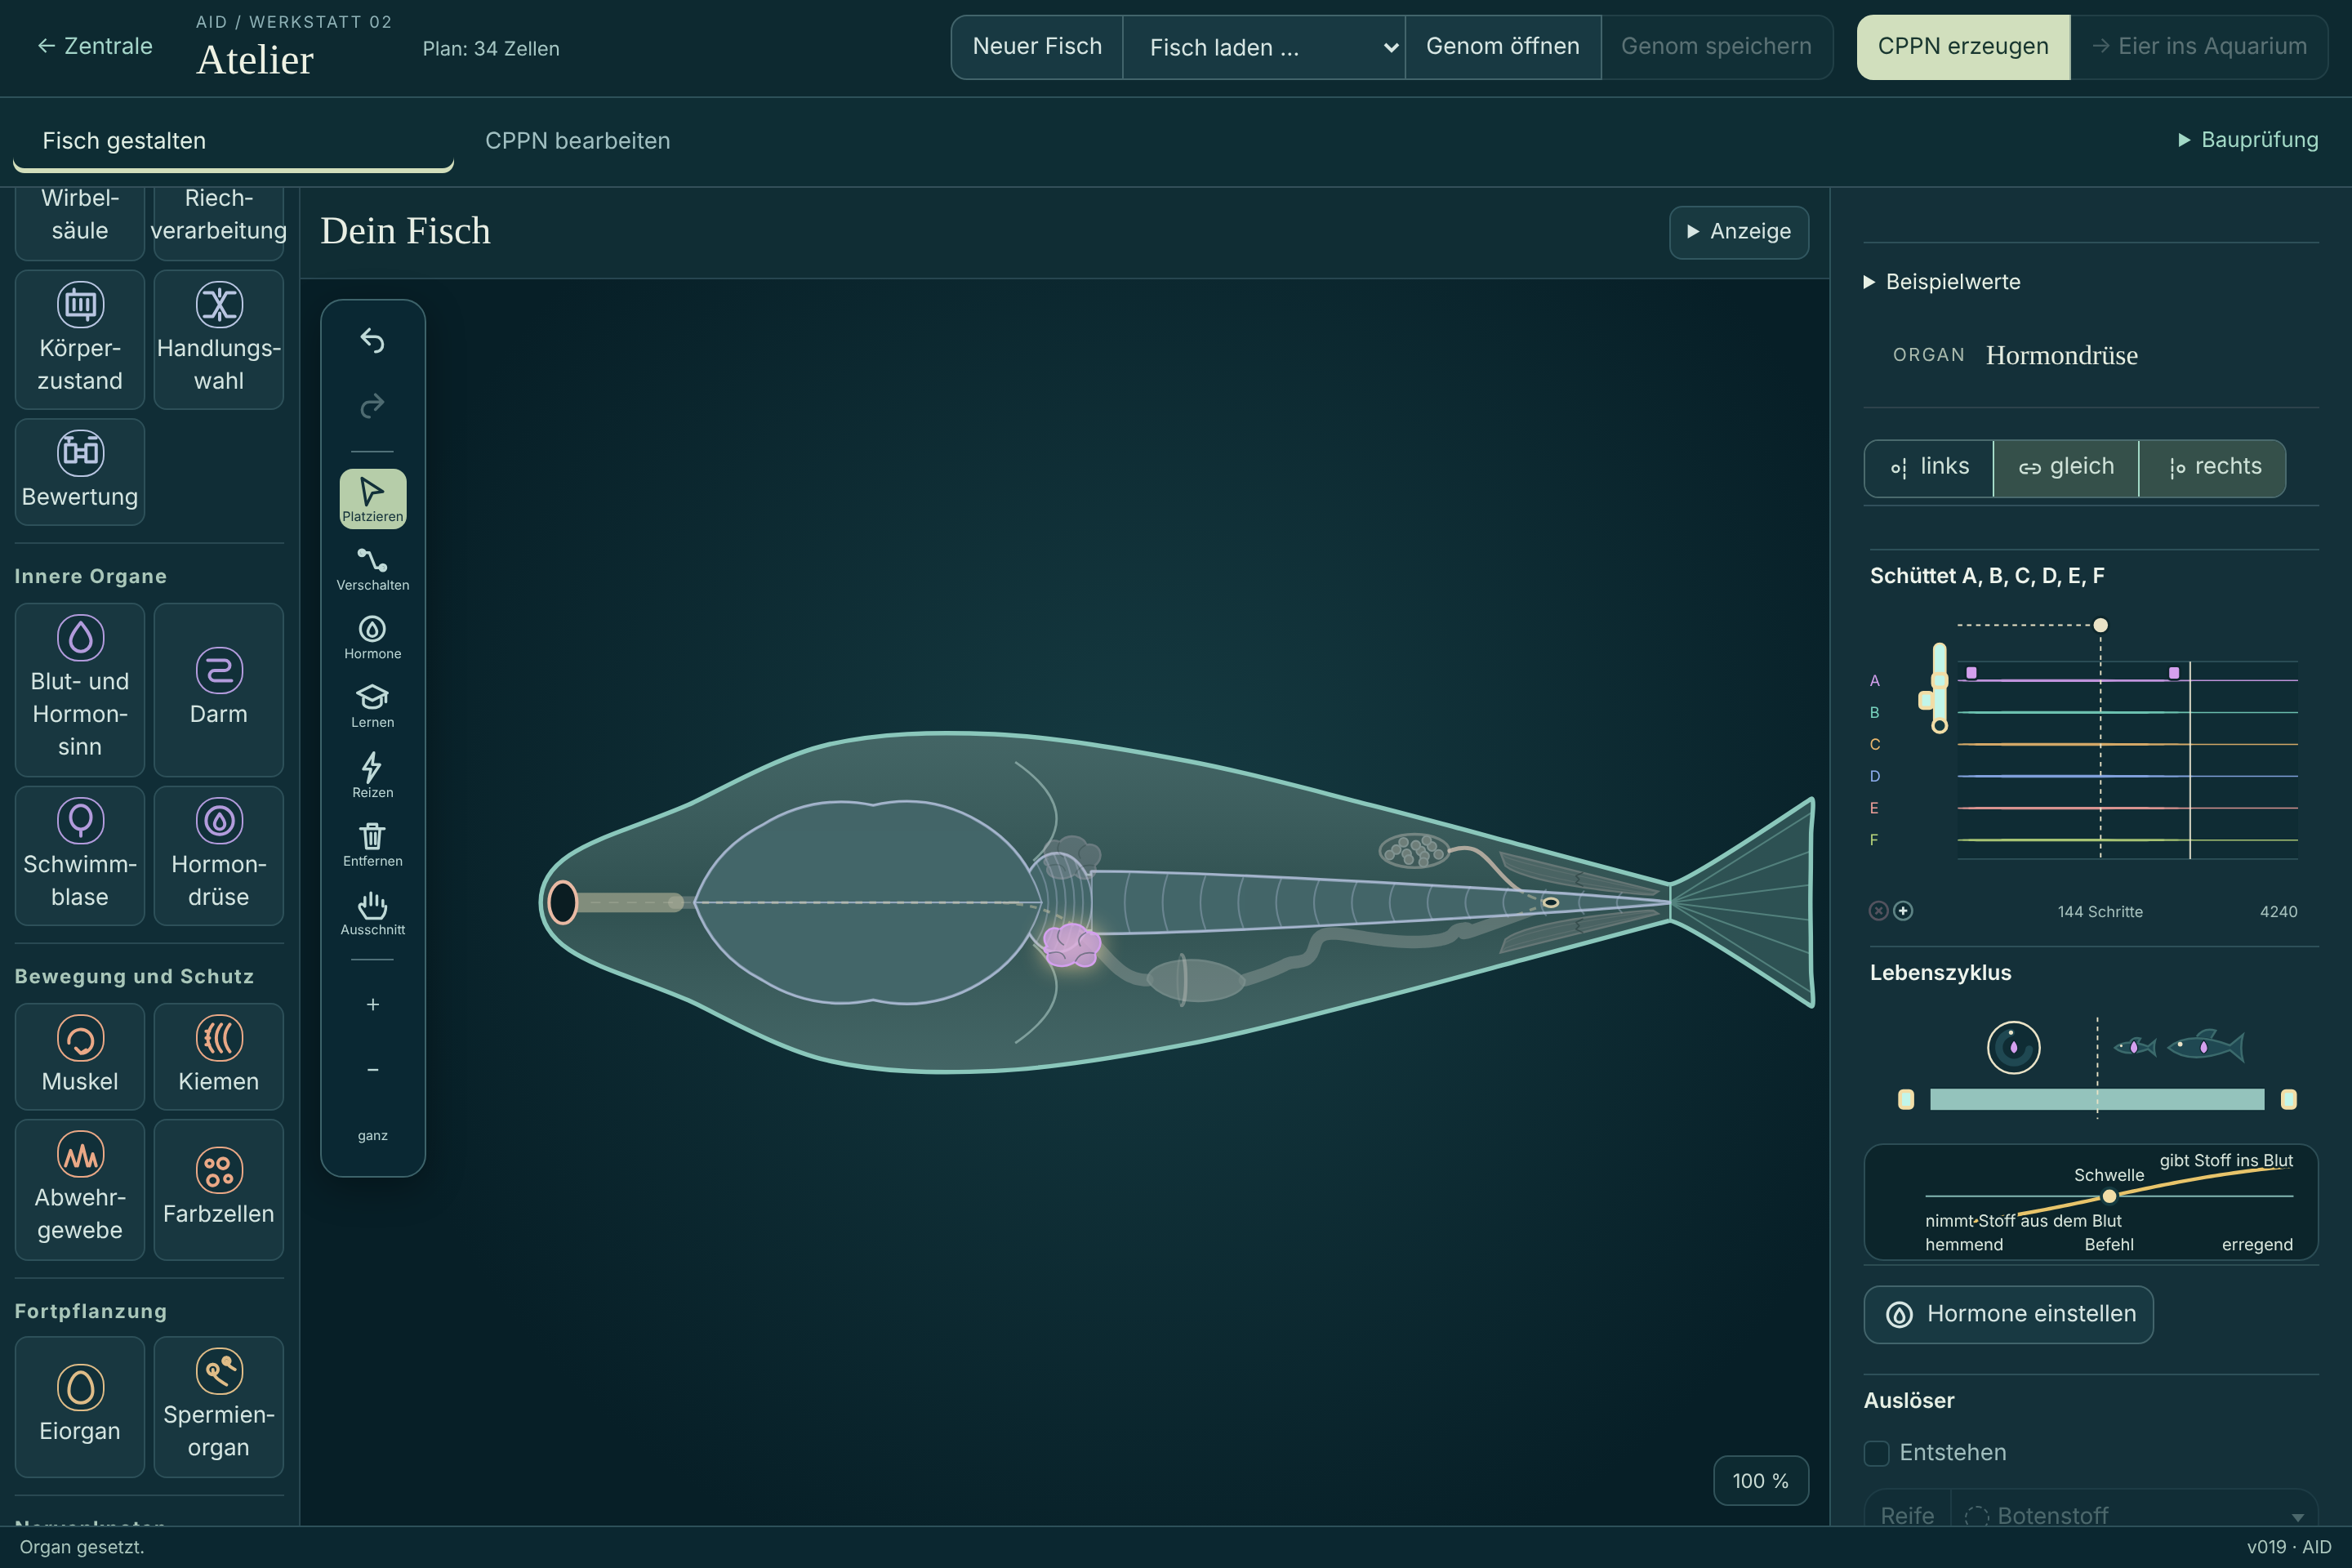 ← Zentrale
AID / WERKSTATT 02
Atelier
Plan: 34 Zellen
Neuer Fisch
Fisch laden ...
Genom öffnen
Genom speichern
CPPN erzeugen
→ Eier ins Aquarium
Fisch gestalten
CPPN bearbeiten
Bauprüfung
Wirbel-
säule
Riech-
verarbeitung
Körper-
zustand
Handlungs-
wahl
Bewertung
Innere Organe
Blut- und
Hormon-
sinn
Darm
Schwimm-
blase
Hormon-
drüse
Bewegung und Schutz
Muskel
Kiemen
Abwehr-
gewebe
Farbzellen
Fortpflanzung
Eiorgan
Spermien-
organ
Dein Fisch
Anzeige
Platzieren
Verschalten
Hormone
Lernen
Reizen
Entfernen
Ausschnitt
+
−
ganz
100 %
Beispielwerte
ORGAN Hormondrüse
links
gleich
rechts
Schüttet A, B, C, D, E, F
A
B
C
D
E
F
144 Schritte
4240
Lebenszyklus
gibt Stoff ins Blut
Schwelle
nimmt Stoff aus dem Blut
hemmend
Befehl
erregend
Hormone einstellen
Auslöser
Entstehen
Reife
Botenstoff
Organ gesetzt.
v019 · AID